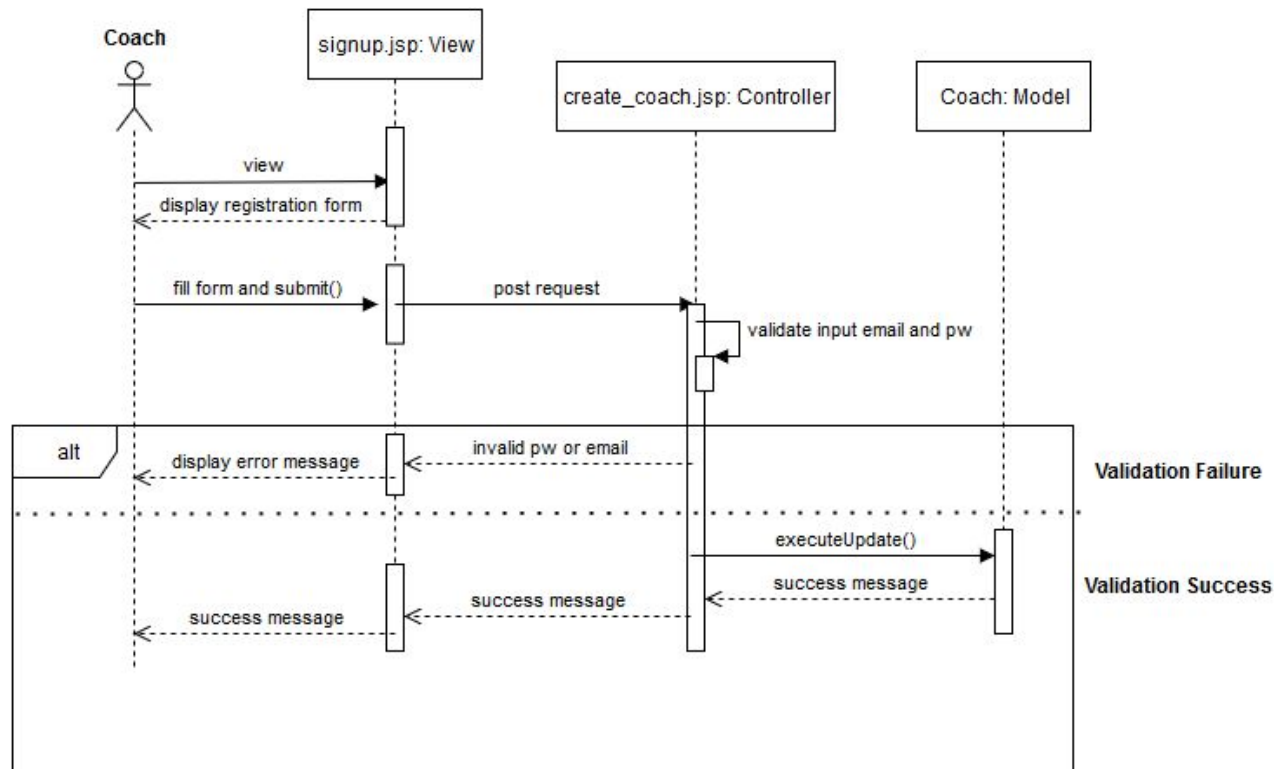 Coach
signup.jsp: View
create_coach.jsp: Controller
Coach: Model
view
display registration form
fill form and submit()
post request
validate input email and pw
alt
invalid pw or email
display error message
Validation Failure
executeUpdate()
success message
Validation Success
success message
success message